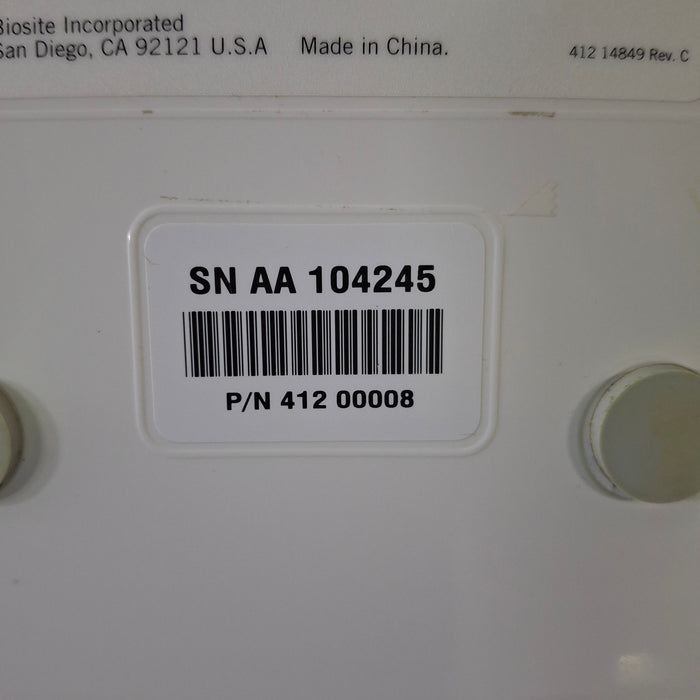 Biosite Incorporated
San Diego, CA 92121 U.S.A Made in China. 412 14849 Rev. C
SN AA 104245
P/N 412 00008